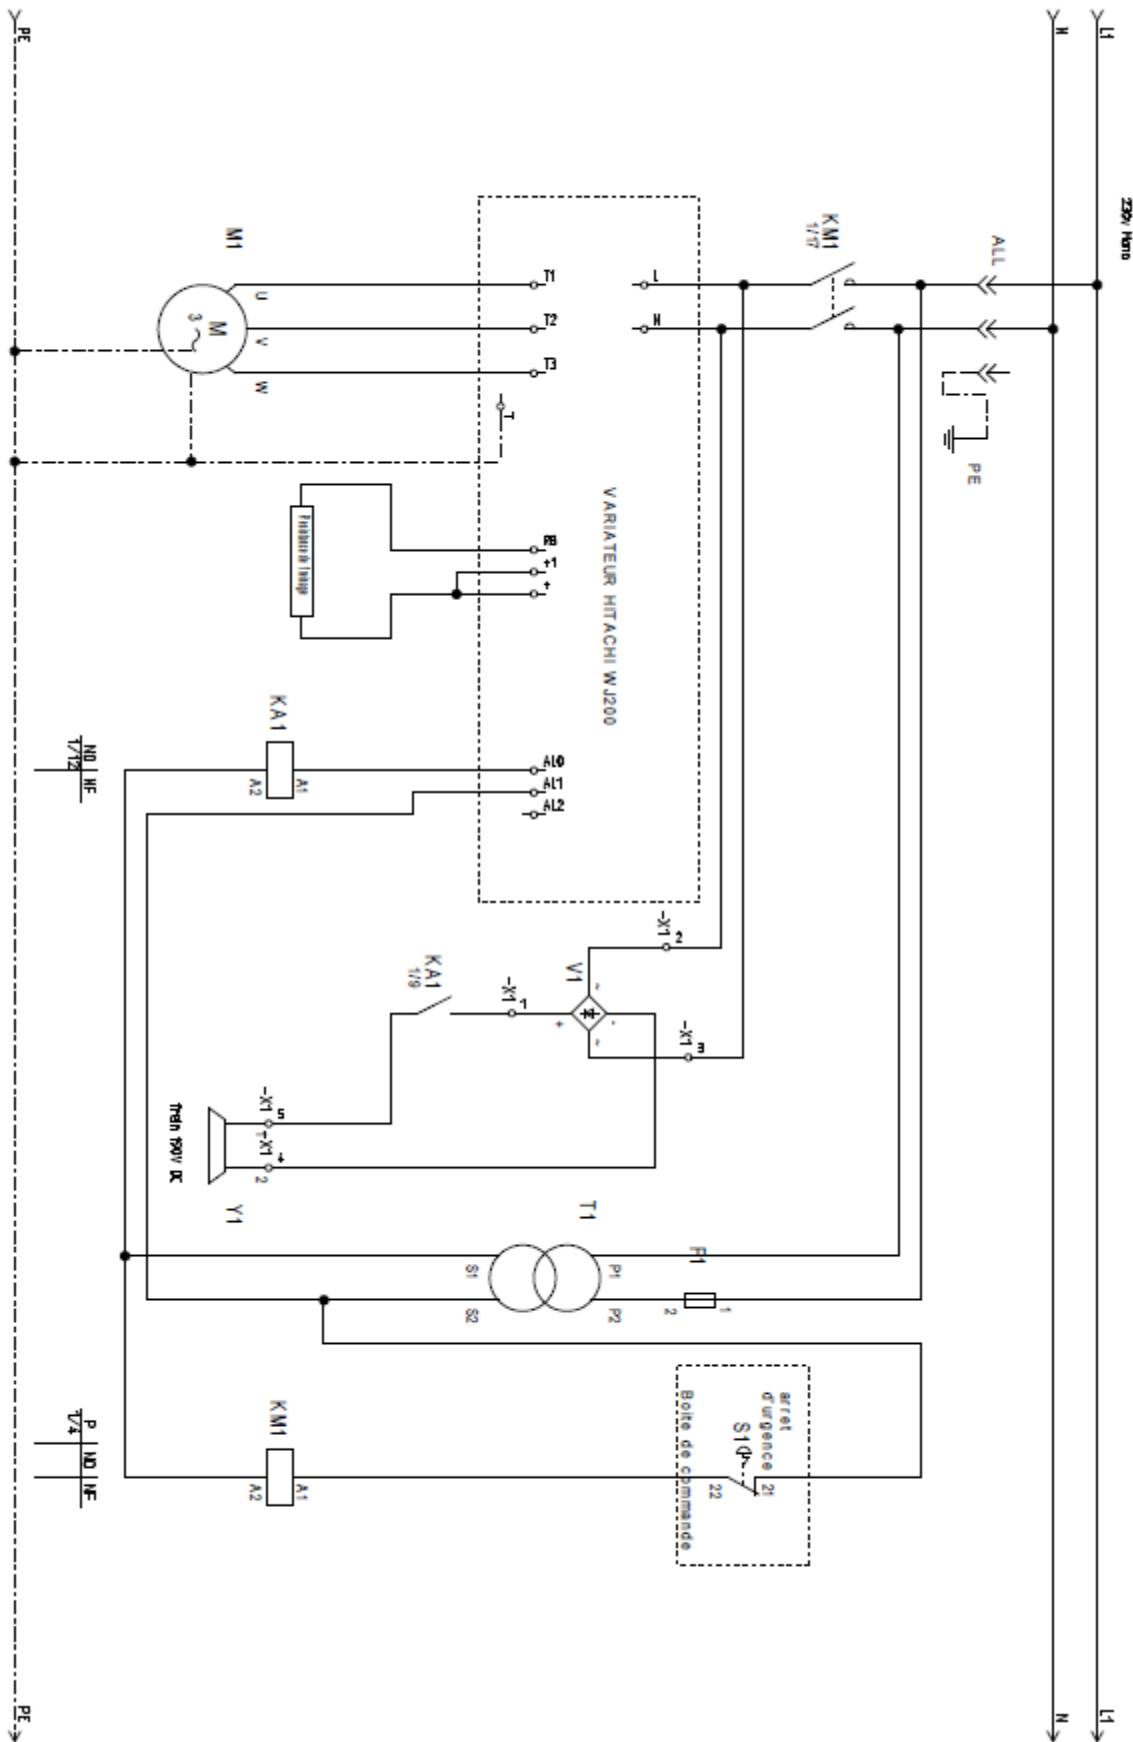 230v Mono
L1
N
PE
ALL
PE
KM1
1/17
M1
U
V
W
M
3
T1
T2
T3
T
L
N
VARIATEUR HITACHI WJ200
RB
+1
+
KA1
A1
A2
NO
NF
1/12
AL0
AL1
AL2
-X1
2
V1
~
~
+
-
-X1
1
-X1
3
KA1
1/9
-X1
5
1
-X1
4
2
frein 190V DC
Y1
T1
S1
S2
P1
P2
F1
1
2
arret
d'urgence
S1
21
22
Boite de commande
KM1
A1
A2
P
NO
NF
1/4
L1
N
PE